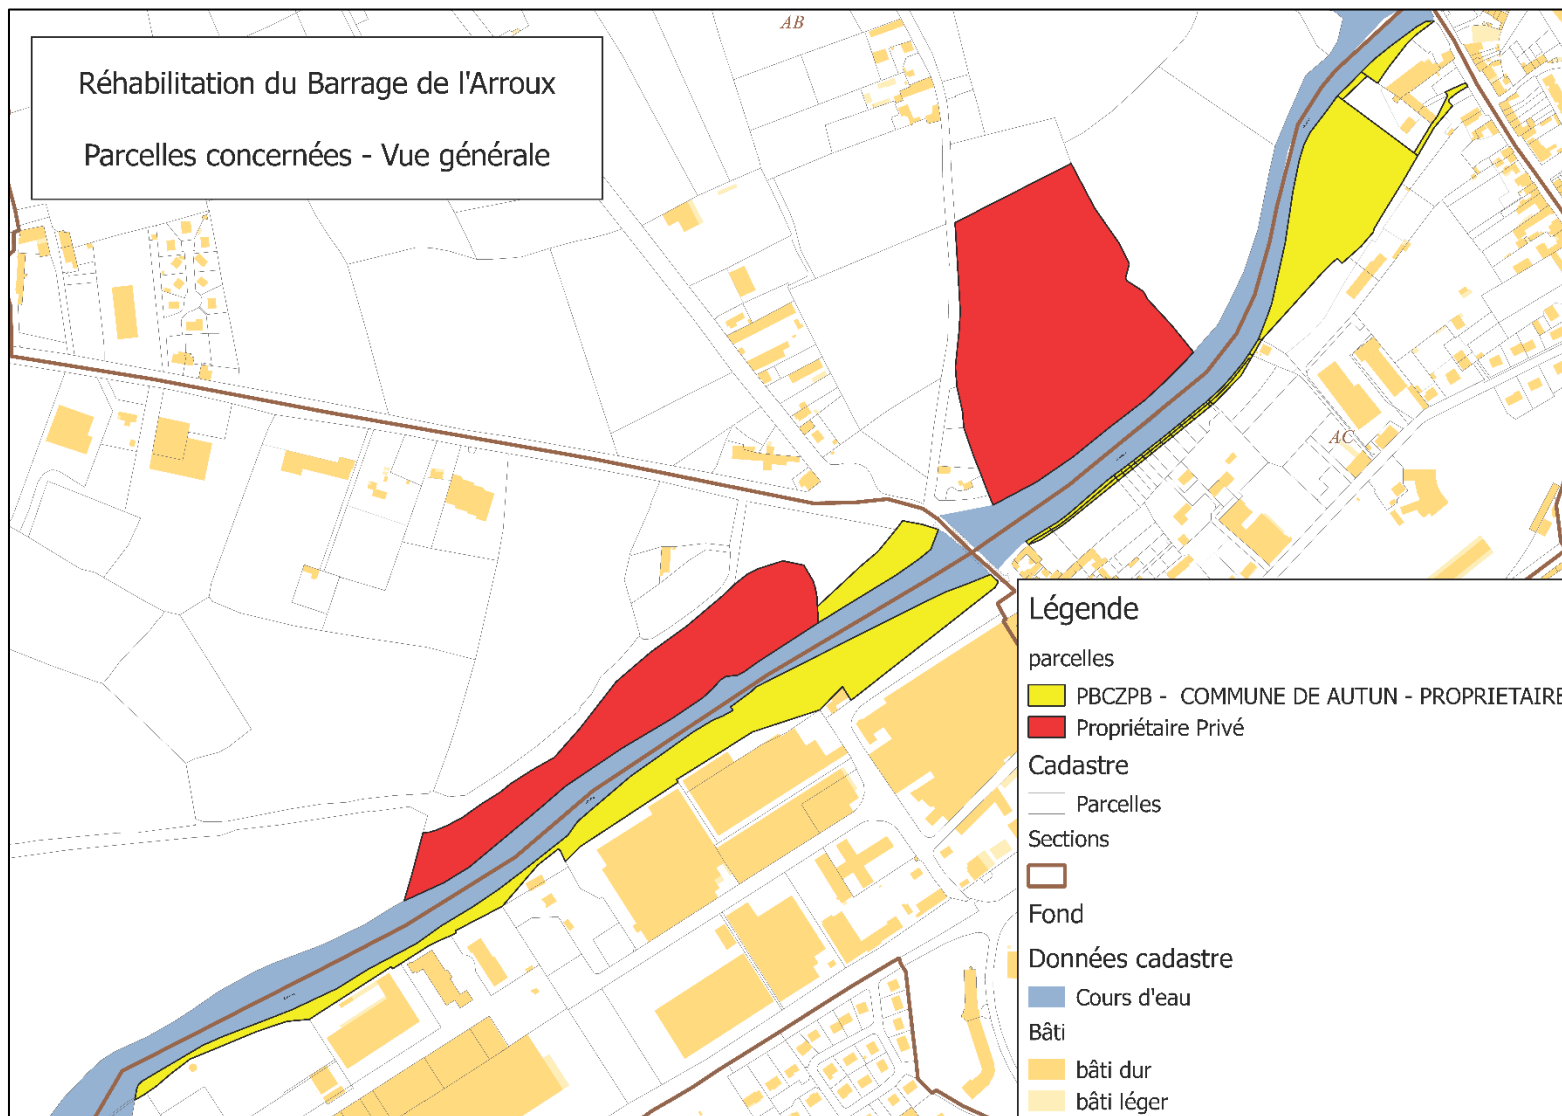 AB
Réhabilitation du Barrage de l'Arroux
Parcelles concernées - Vue générale
AC
Légende
parcelles
PBCZPB - COMMUNE DE AUTUN - PROPRIETAIRE
Propriétaire Privé
Cadastre
Parcelles
Sections
Fond
Données cadastre
Cours d'eau
Bâti
bâti dur
bâti léger